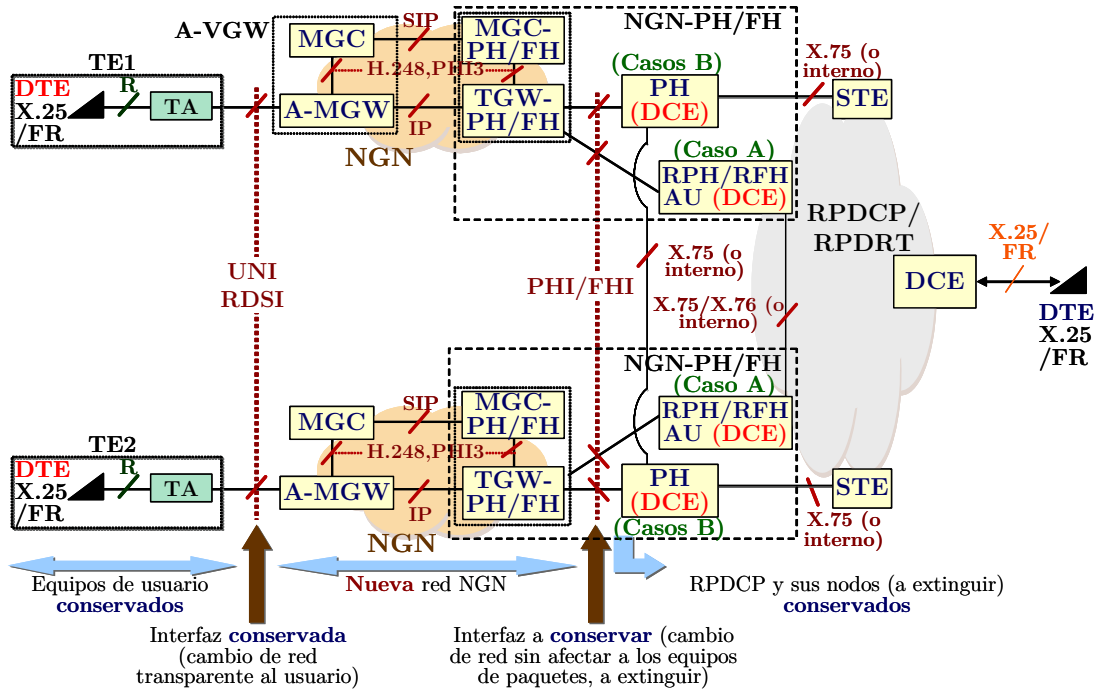 A-VGW
MGC
SIP
MGC-
PH/FH
NGN-PH/FH
TE1
DTE
X.25
/FR
R
TA
H.248,PHI3
A-MGW
IP
NGN
TGW-
PH/FH
(Casos B)
PH
(DCE)
X.75 (o
interno)
STE
(Caso A)
RPH/RFH
AU (DCE)
RPDCP/
RPDRT
UNI
RDSI
PHI/FHI
X.75 (o
interno)
X.75/X.76 (o
interno)
DCE
X.25/
FR
DTE
X.25
/FR
NGN-PH/FH
(Caso A)
RPH/RFH
AU (DCE)
MGC
SIP
MGC-
PH/FH
TE2
DTE
X.25
/FR
R
TA
H.248,PHI3
A-MGW
IP
NGN
TGW-
PH/FH
PH
(DCE)
(Casos B)
STE
X.75 (o
interno)
Equipos de usuario
conservados
Nueva red NGN
RPDCP y sus nodos (a extinguir)
conservados
Interfaz conservada
(cambio de red
transparente al usuario)
Interfaz a conservar (cambio
de red sin afectar a los equipos
de paquetes, a extinguir)